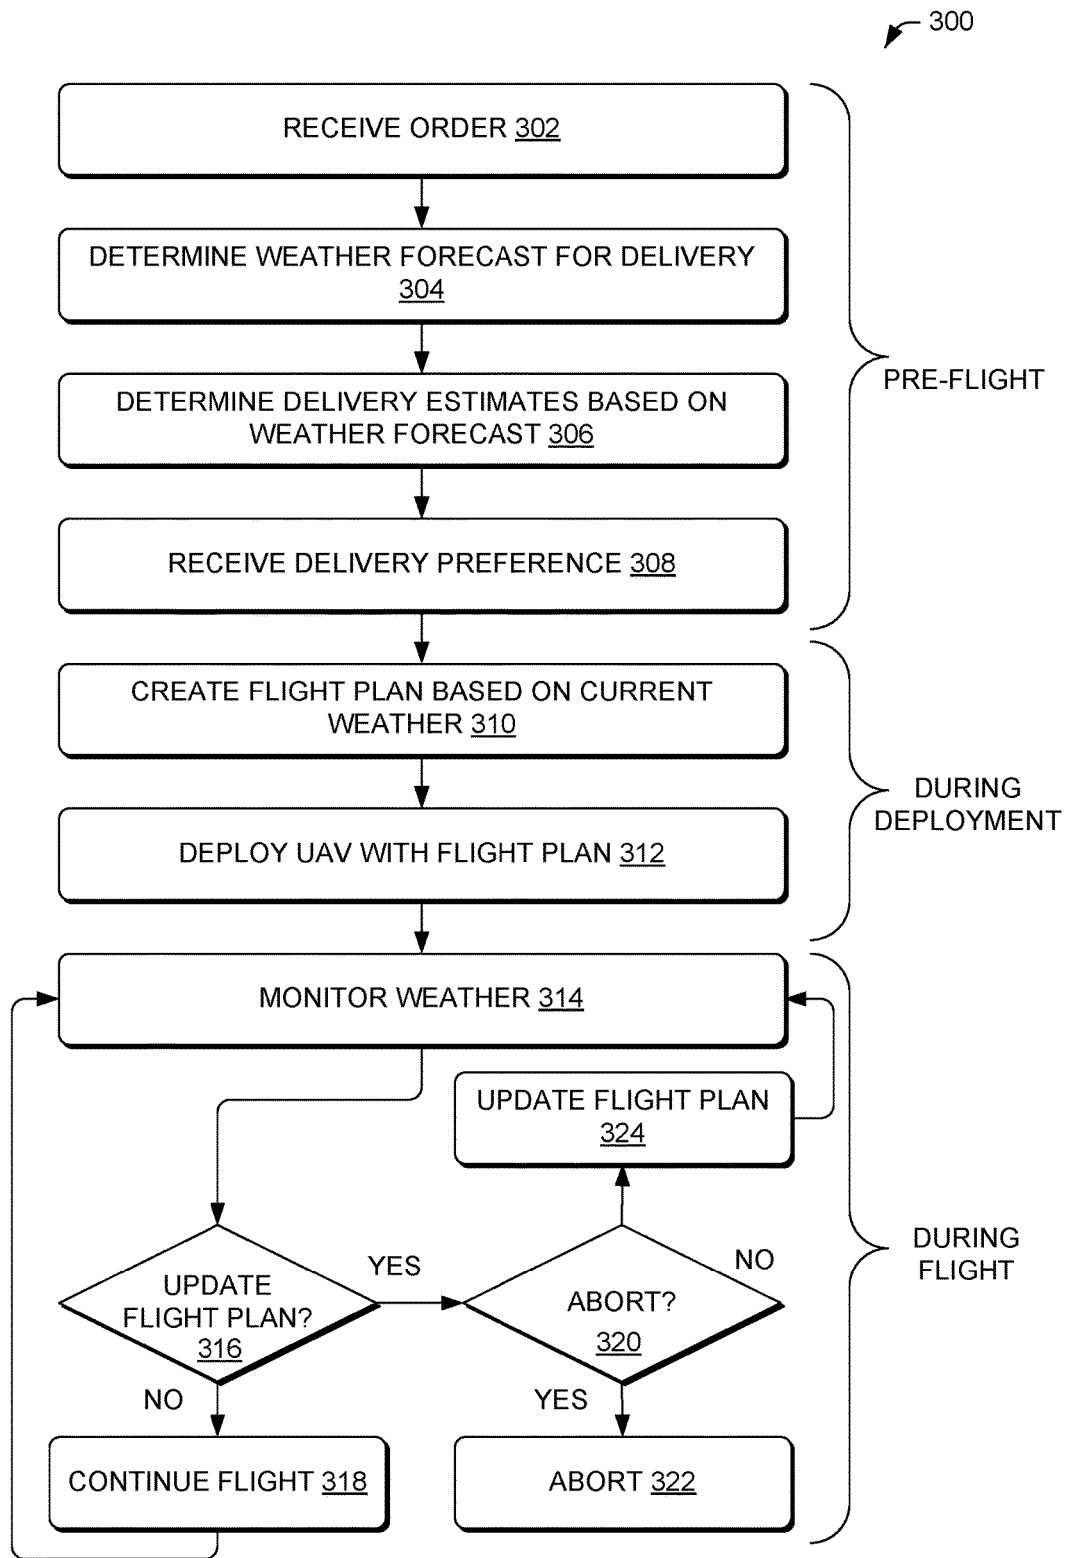 300
RECEIVE ORDER 302
DETERMINE WEATHER FORECAST FOR DELIVERY
304
DETERMINE DELIVERY ESTIMATES BASED ON
WEATHER FORECAST 306
PRE-FLIGHT
RECEIVE DELIVERY PREFERENCE 308
CREATE FLIGHT PLAN BASED ON CURRENT
WEATHER 310
DURING
DEPLOYMENT
DEPLOY UAV WITH FLIGHT PLAN 312
MONITOR WEATHER 314
UPDATE FLIGHT PLAN
324
DURING
FLIGHT
UPDATE
FLIGHT PLAN?
316
YES
ABORT?
320
NO
NO
YES
CONTINUE FLIGHT 318
ABORT 322